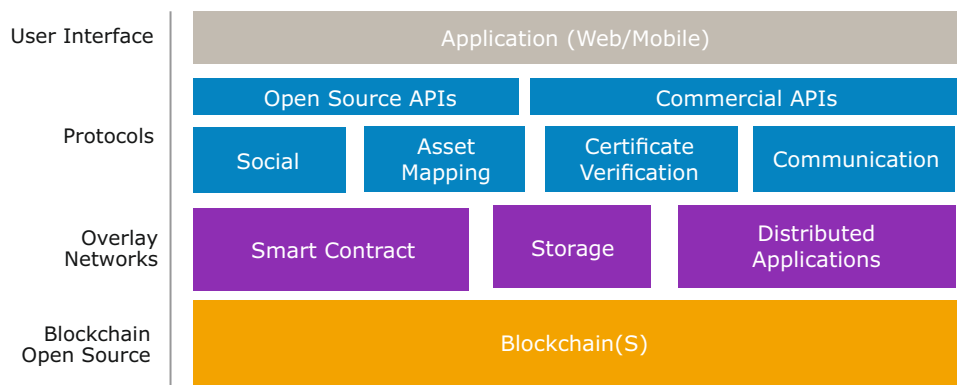 User Interface
Application (Web/Mobile)
Open Source APIs
Commercial APIs
Protocols
Social
Asset
Mapping
Certificate
Verification
Communication
Overlay
Networks
Smart Contract
Storage
Distributed
Applications
Blockchain
Open Source
Blockchain(S)